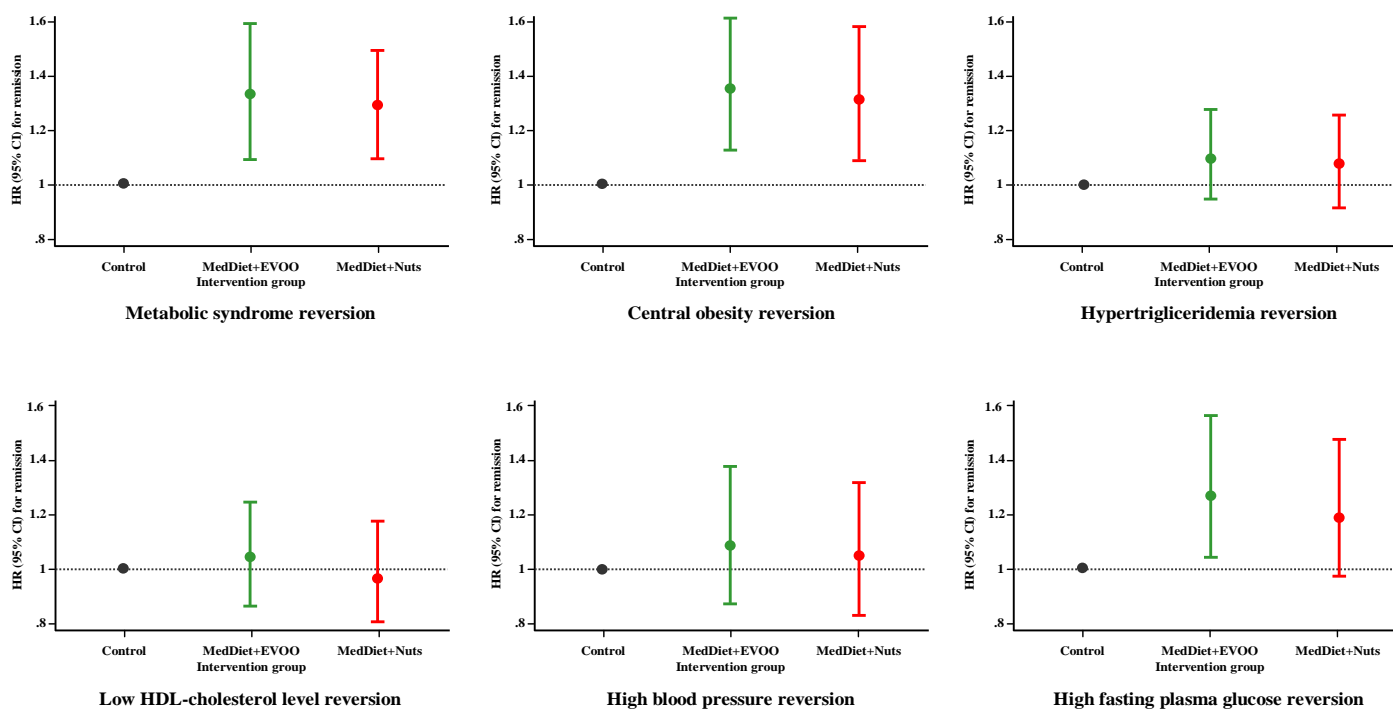 HR (95% CI) for remission
1.6
1.4
1.2
1
.8
Control
MedDiet+EVOO
MedDiet+Nuts
Intervention group
Metabolic syndrome reversion
HR (95% CI) for remission
1.6
1.4
1.2
1
.8
Control
MedDiet+EVOO
MedDiet+Nuts
Intervention group
Central obesity reversion
HR (95% CI) for remission
1.6
1.4
1.2
1
.8
Control
MedDiet+EVOO
MedDiet+Nuts
Intervention group
Hypertrigliceridemia reversion
HR (95% CI) for remission
1.6
1.4
1.2
1
.8
Control
MedDiet+EVOO
MedDiet+Nuts
Intervention group
Low HDL-cholesterol level reversion
HR (95% CI) for remission
1.6
1.4
1.2
1
.8
Control
MedDiet+EVOO
MedDiet+Nuts
Intervention group
High blood pressure reversion
HR (95% CI) for remission
1.6
1.4
1.2
1
.8
Control
MedDiet+EVOO
MedDiet+Nuts
Intervention group
High fasting plasma glucose reversion